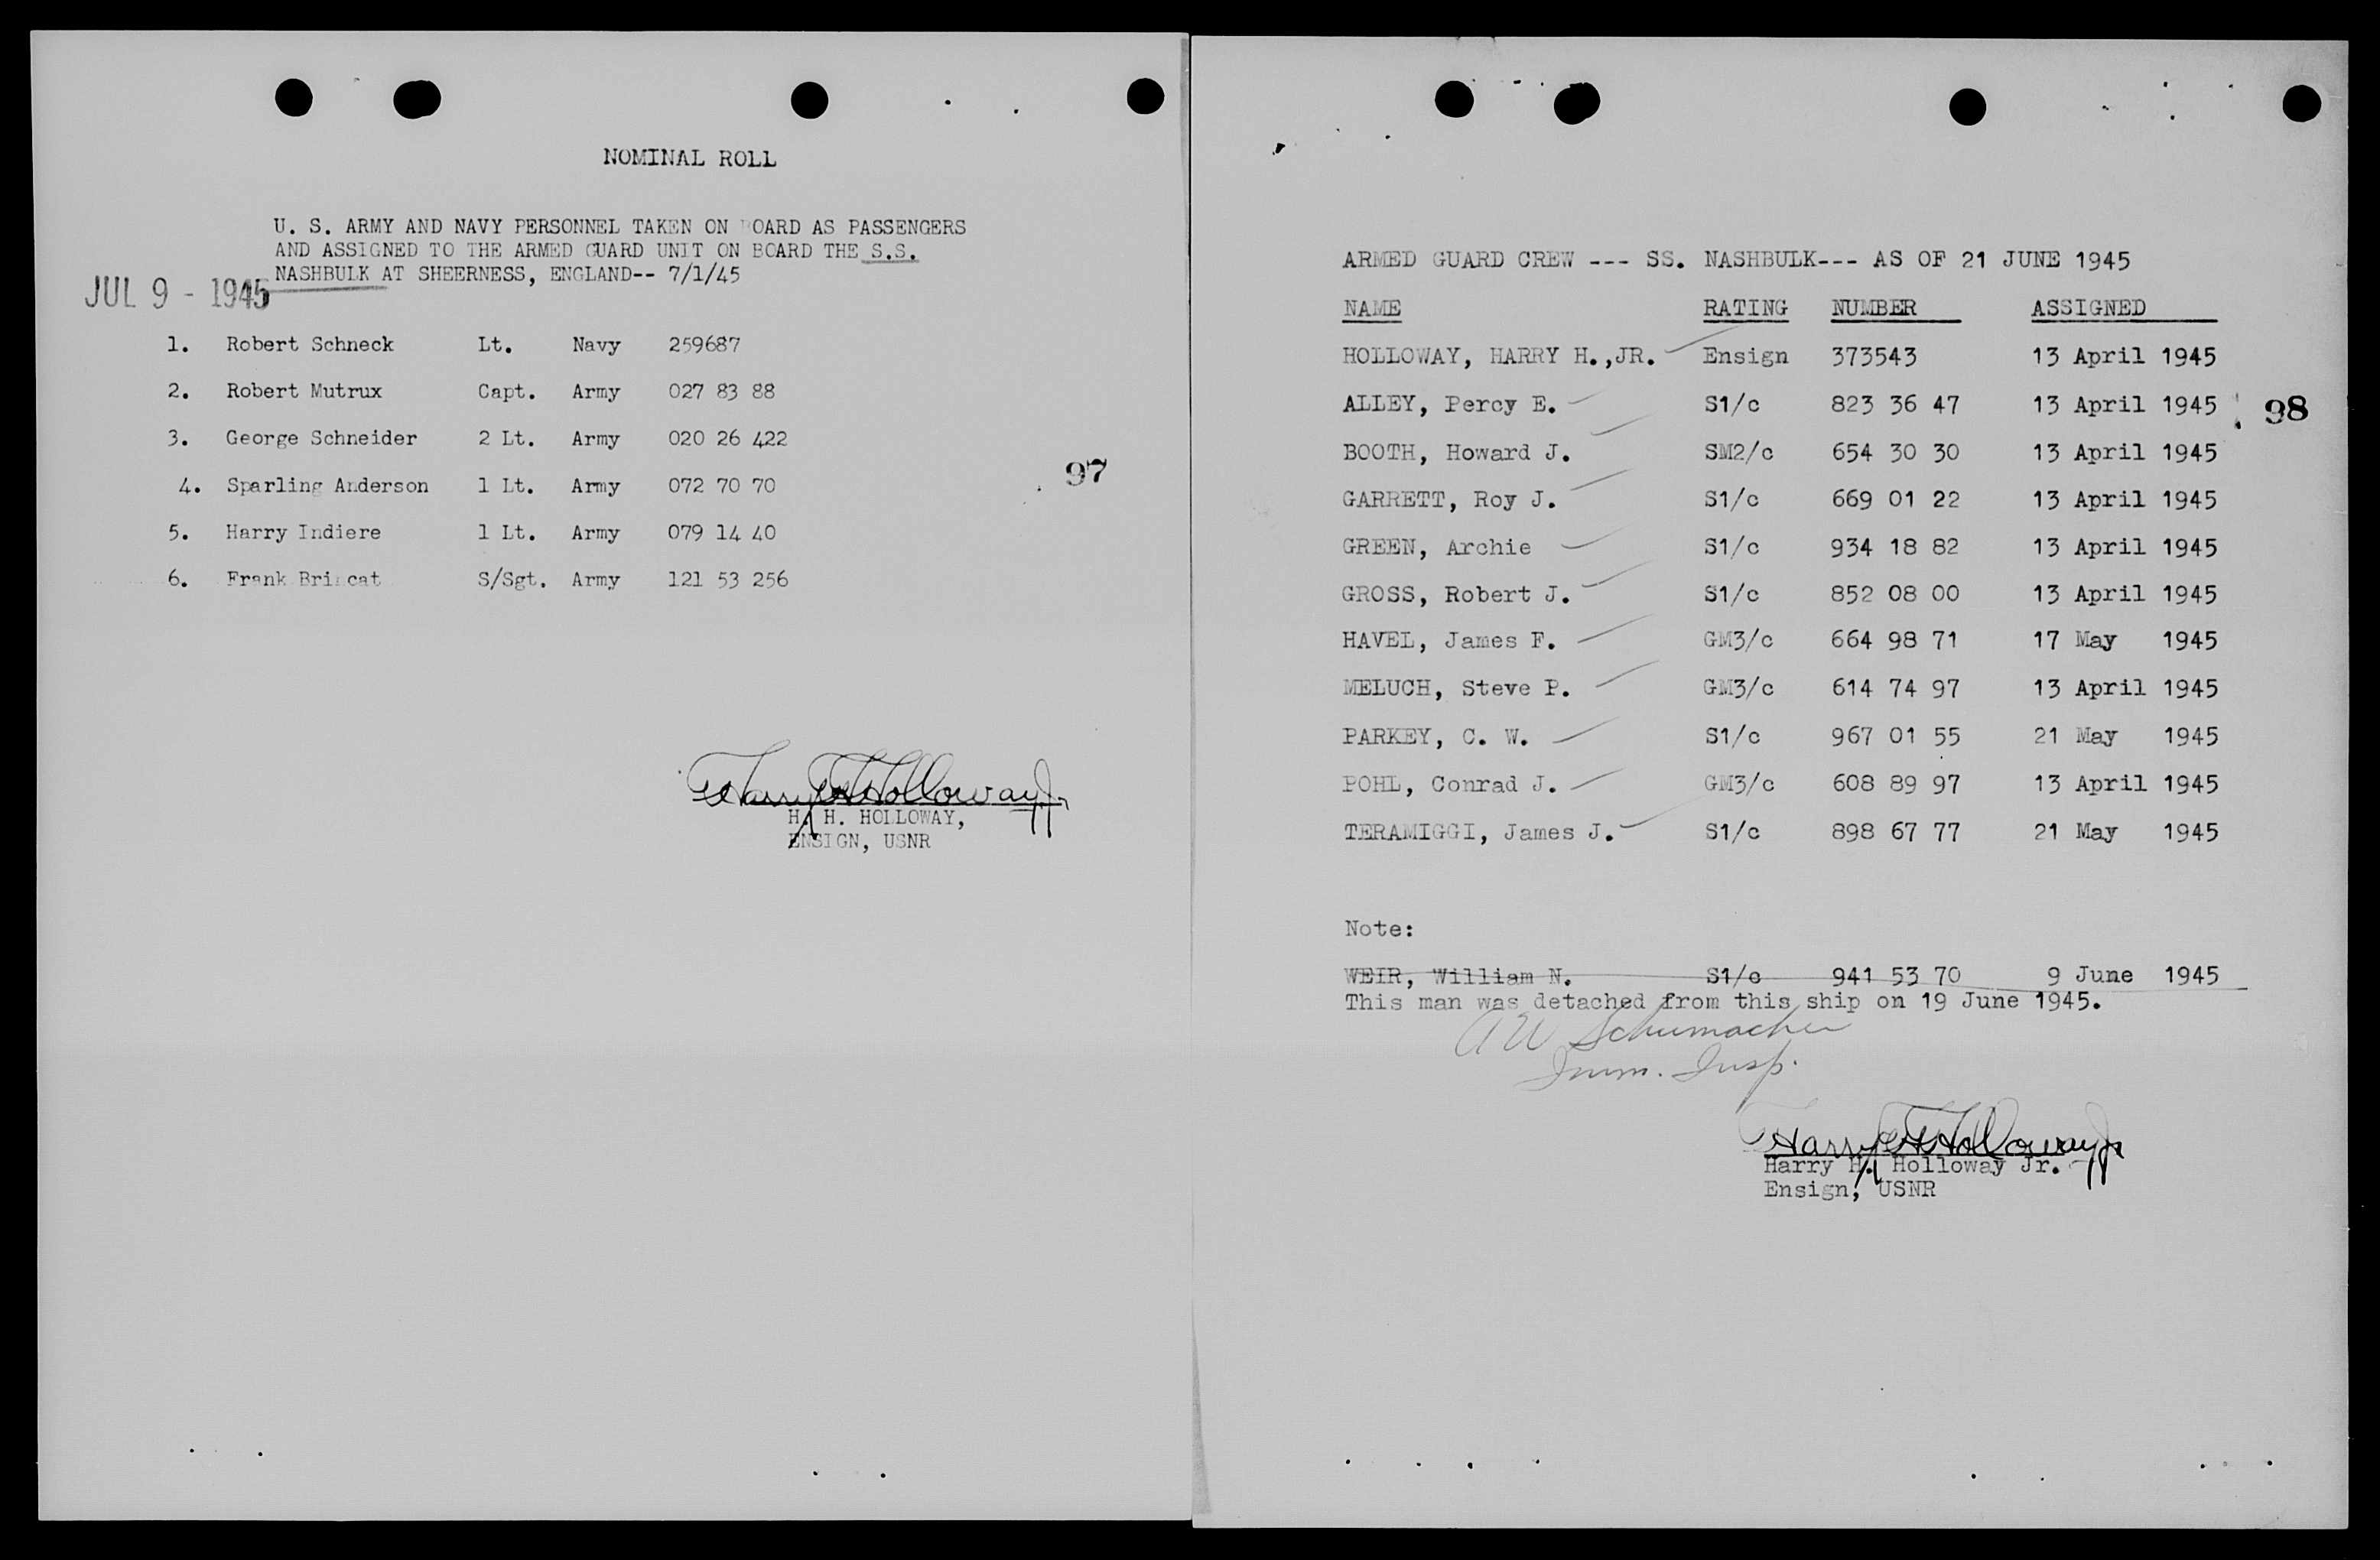 NOMINAL ROLL
U. S. ARMY AND NAVY PERSONNEL TAKEN ON BOARD AS PASSENGERS
AND ASSIGNED TO THE ARMED GUARD UNIT ON BOARD THE S.S.
NASHBULK AT SHEERNESS, ENGLAND-- 7/1/45
JUL 9 - 1945
1. Robert Schneck Lt. Navy 259687
2. Robert Mutrux Capt. Army 027 83 88
3. George Schneider 2 Lt. Army 020 26 422
4. Sparling Anderson 1 Lt. Army 072 70 70
5. Harry Indiere 1 Lt. Army 079 14 40
6. Frank S/Sgt. Army 121 53 256
97
Harry H Holloway Jr
H. H. HOLLOWAY,
ENSIGN, USNR
ARMED GUARD CREW --- SS. NASHBULK--- AS OF 21 JUNE 1945
NAME RATING NUMBER ASSIGNED
HOLLOWAY, HARRY H.,JR. Ensign 373543 13 April 1945
ALLEY, Percy E. S1/c 823 36 47 13 April 1945
98
BOOTH, Howard J. SM2/c 654 30 30 13 April 1945
GARRETT, Roy J. S1/c 669 01 22 13 April 1945
GREEN, Archie S1/c 934 18 82 13 April 1945
GROSS, Robert J. S1/c 852 08 00 13 April 1945
HAVEL, James F. GM3/c 664 98 71 17 May 1945
MELUCH, Steve P. GM3/c 614 74 97 13 April 1945
PARKEY, C. W. S1/c 967 01 55 21 May 1945
POHL, Conrad J. GM3/c 608 89 97 13 April 1945
TERAMIGGI, James J. S1/c 898 67 77 21 May 1945
Note:
WEIR, William N. S1/c 941 53 70 9 June 1945
This man was detached from this ship on 19 June 1945.
A W Schumacher
Imm. Insp.
Harry H Holloway Jr
Harry H. Holloway Jr.
Ensign, USNR